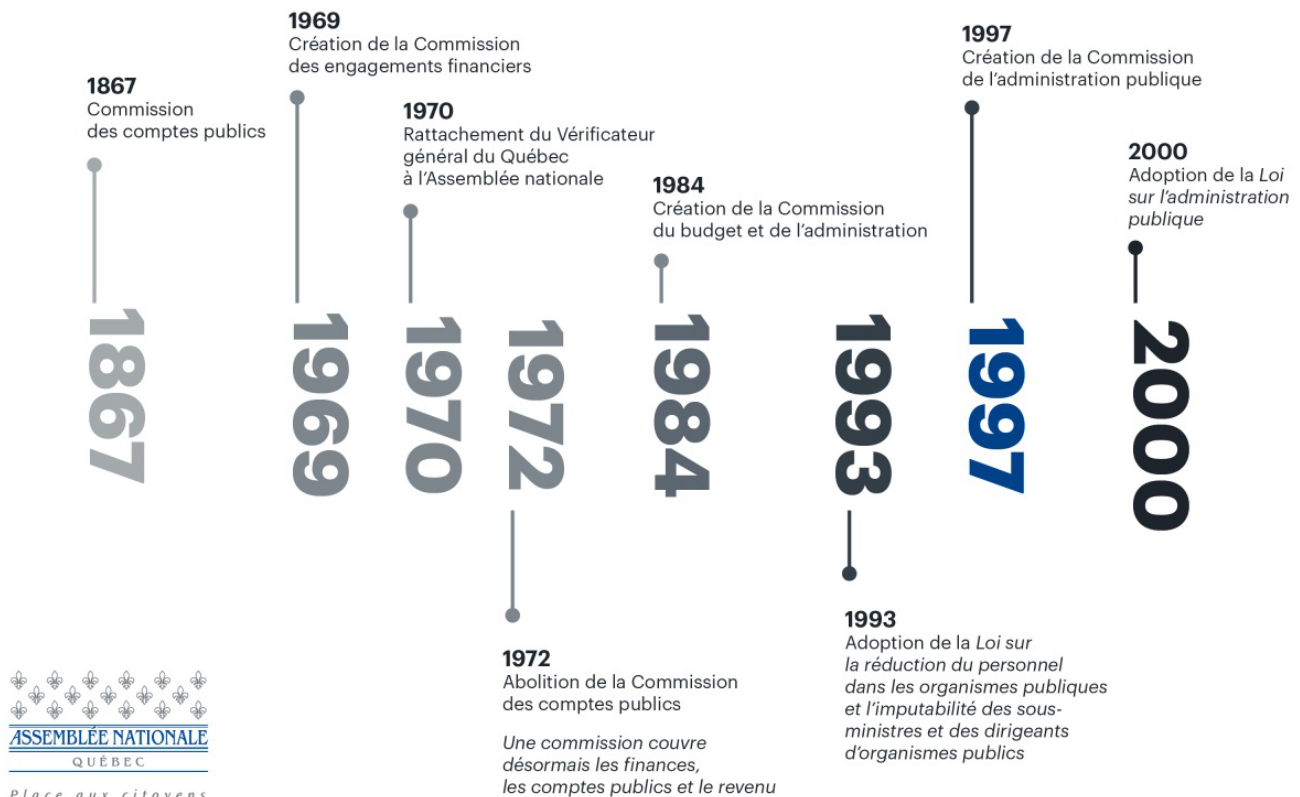 1867
Commission
des comptes publics
1969
Création de la Commission
des engagements financiers
1970
Rattachement du Vérificateur
général du Québec
à l'Assemblée nationale
1984
Création de la Commission
du budget et de l'administration
1997
Création de la Commission
de l'administration publique
2000
Adoption de la Loi
sur l'administration
publique
1867
1969
1970
1972
1984
1993
1997
2000
1972
Abolition de la Commission
des comptes publics
Une commission couvre
désormais les finances,
les comptes publics et le revenu
1993
Adoption de la Loi sur
la réduction du personnel
dans les organismes publiques
et l'imputabilité des sous-
ministres et des dirigeants
d'organismes publics
ASSEMBLÉE NATIONALE
QUÉBEC
Place aux citoyens